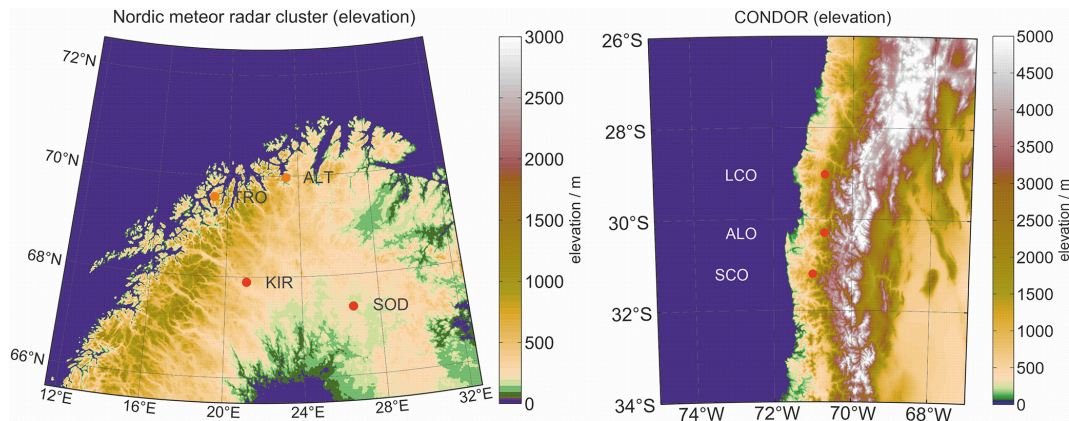 Nordic meteor radar cluster (elevation)
72°N
70°N
68°N
66°N
12°E
16°E
20°E
24°E
28°E
32°E
ALT
TRO
KIR
SOD
3000
2500
2000
1500
1000
500
0
elevation / m
CONDOR (elevation)
26°S
28°S
30°S
32°S
34°S
74°W
72°W
70°W
68°W
LCO
ALO
SCO
5000
4500
4000
3500
3000
2500
2000
1500
1000
500
0
elevation / m